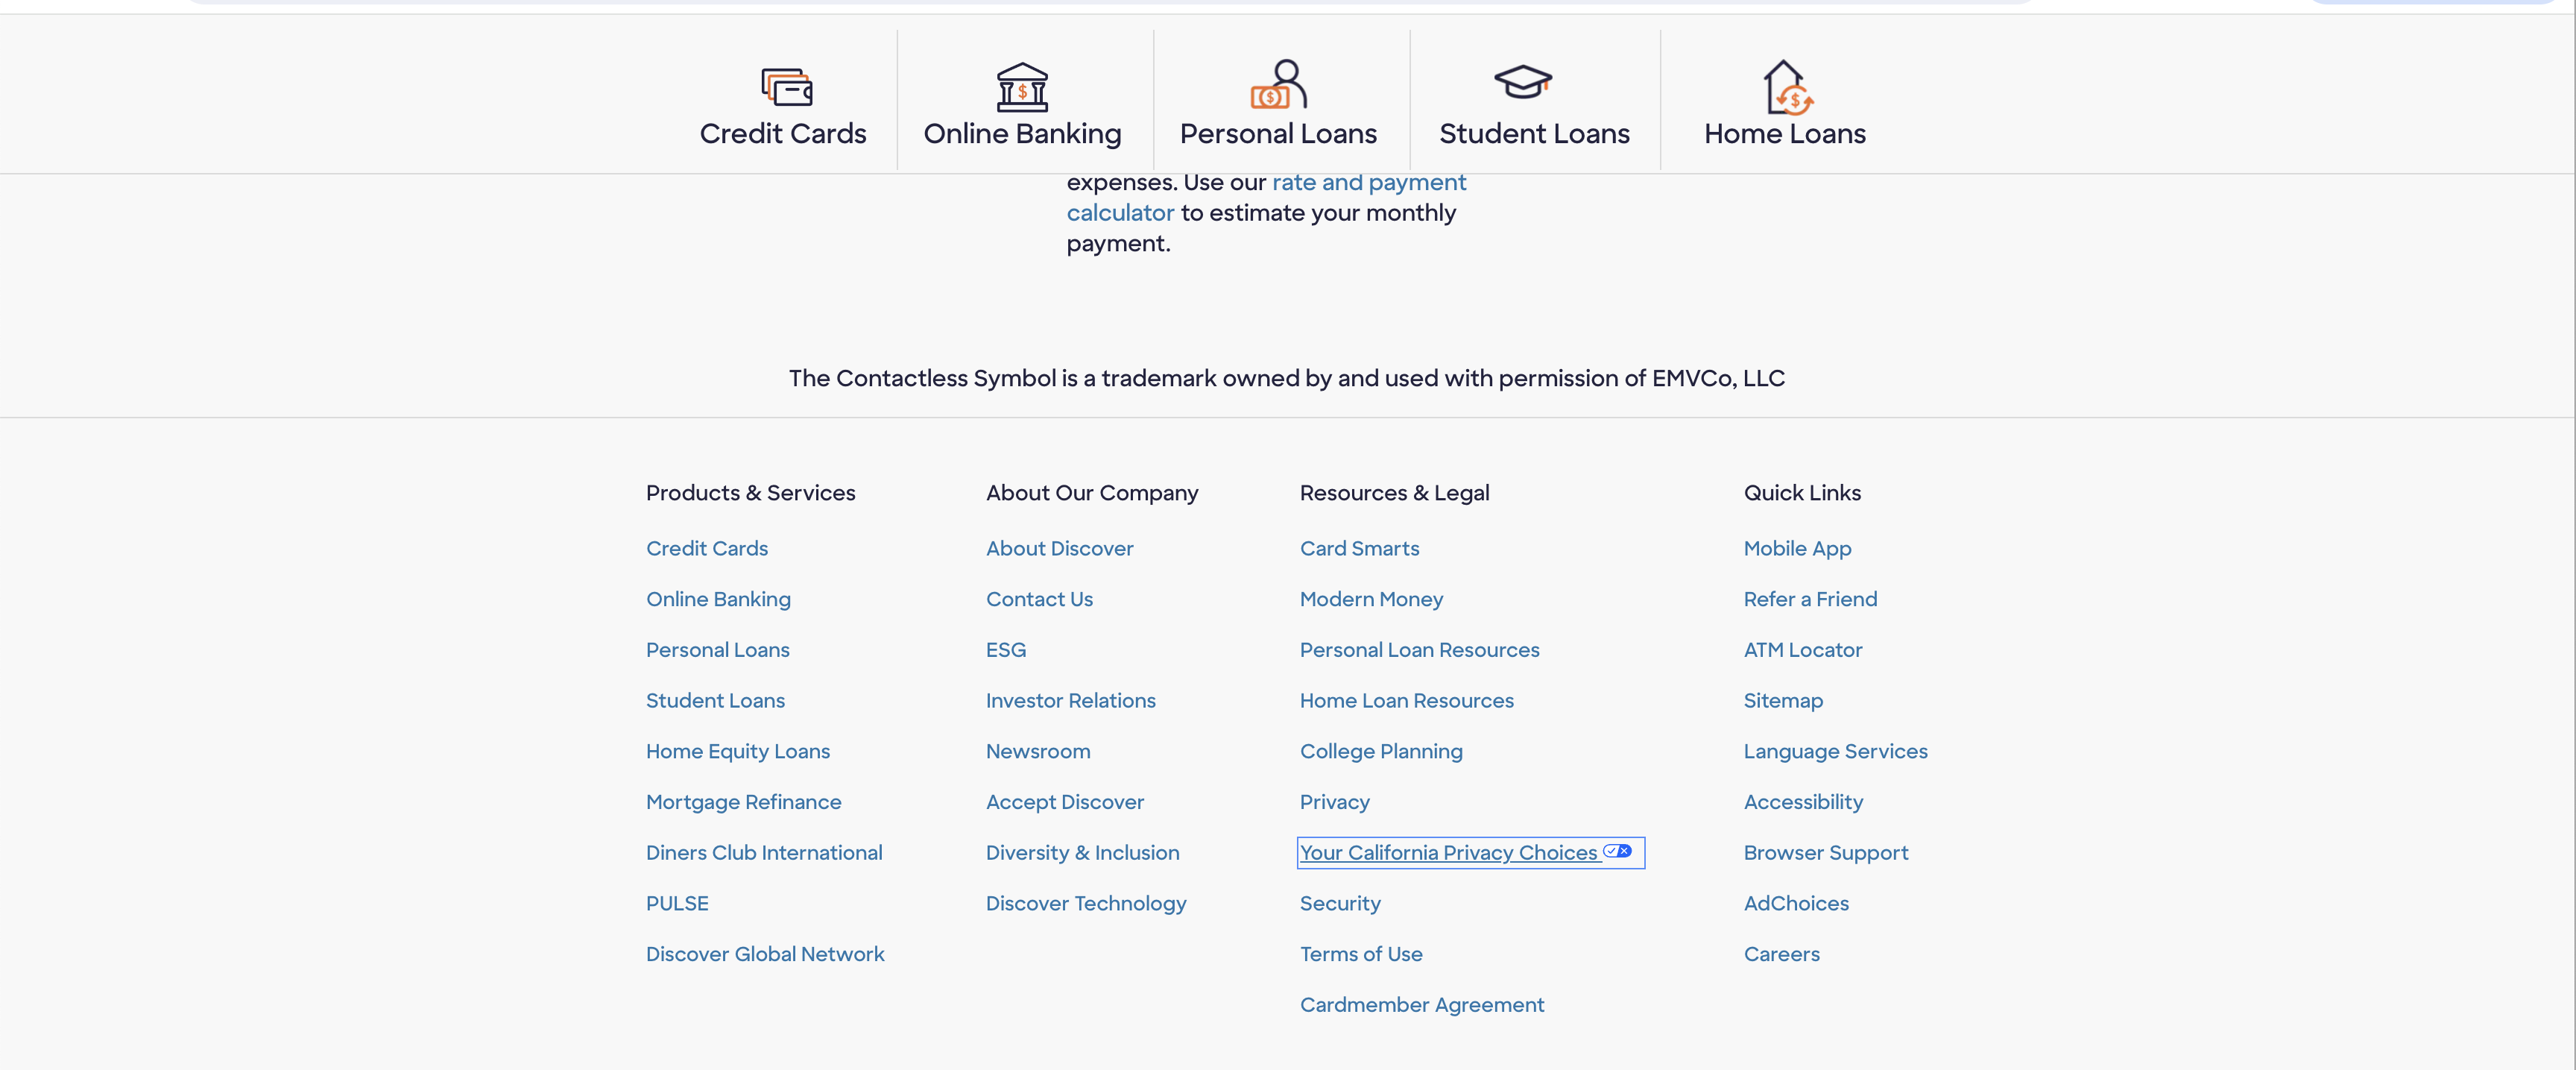 Credit Cards
Online Banking
Personal Loans
Student Loans
Home Loans
expenses. Use our rate and payment
calculator to estimate your monthly
payment.
The Contactless Symbol is a trademark owned by and used with permission of EMVCo, LLC
Products & Services
Credit Cards
Online Banking
Personal Loans
Student Loans
Home Equity Loans
Mortgage Refinance
Diners Club International
PULSE
Discover Global Network
About Our Company
About Discover
Contact Us
ESG
Investor Relations
Newsroom
Accept Discover
Diversity & Inclusion
Discover Technology
Resources & Legal
Card Smarts
Modern Money
Personal Loan Resources
Home Loan Resources
College Planning
Privacy
Your California Privacy Choices
Security
Terms of Use
Cardmember Agreement
Quick Links
Mobile App
Refer a Friend
ATM Locator
Sitemap
Language Services
Accessibility
Browser Support
AdChoices
Careers